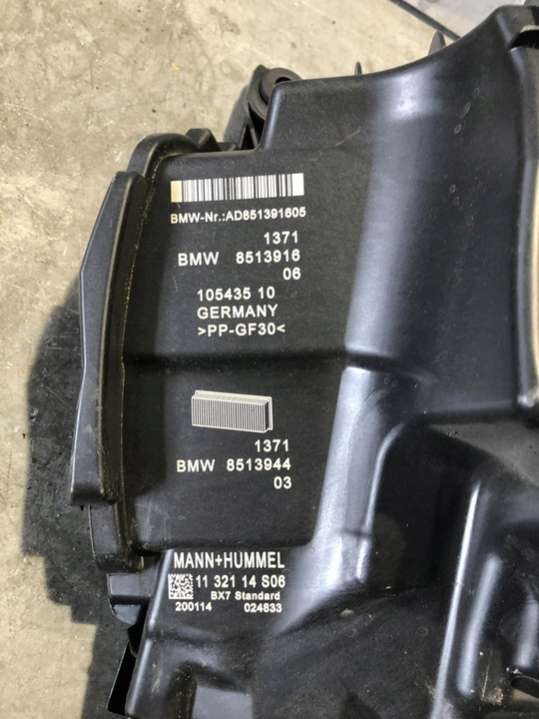 BMW-Nr.:AD851391605
1371
BMW 8513916
06
105435 10
GERMANY
>PP-GF30<
1371
BMW 8513944
03
MANN+HUMMEL
11 321 14 S06
BX7 Standard
200114 024833